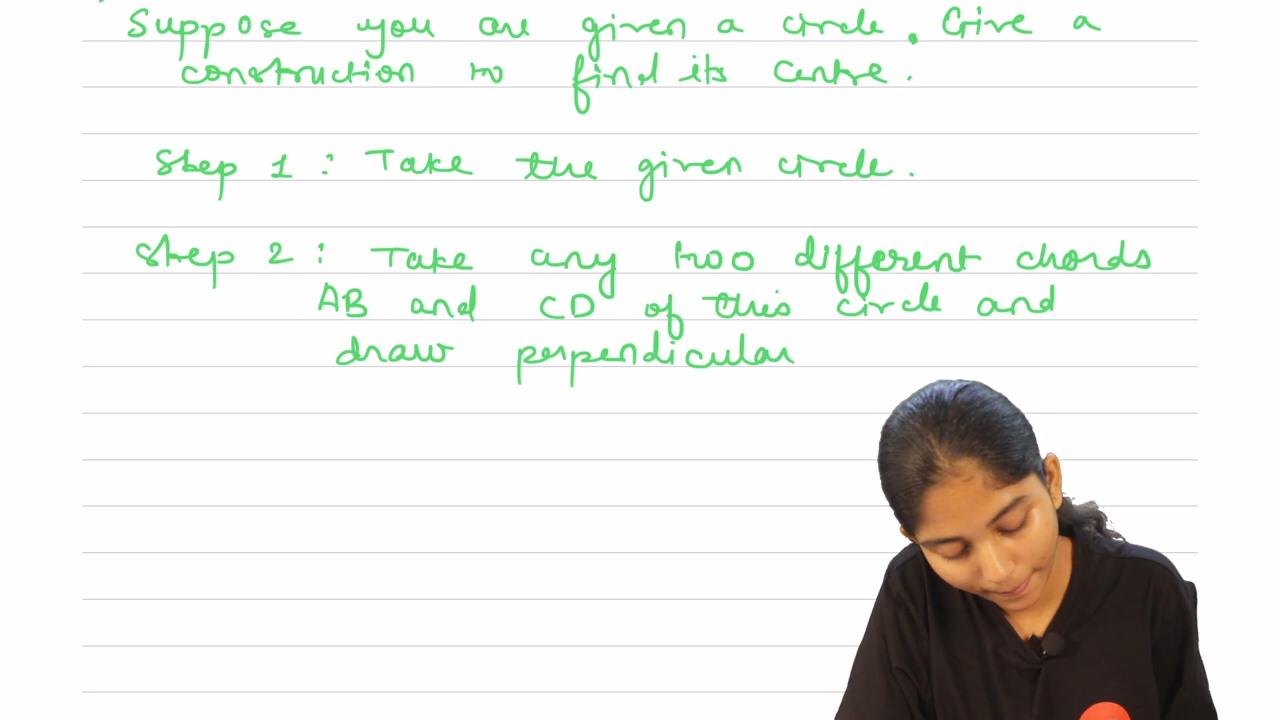 Suppose you are given a circle. Give a
construction to find its centre.
Step 1 : Take the given circle.
Step 2 : Take any two different chords
AB and CD of this circle and
draw perpendicular